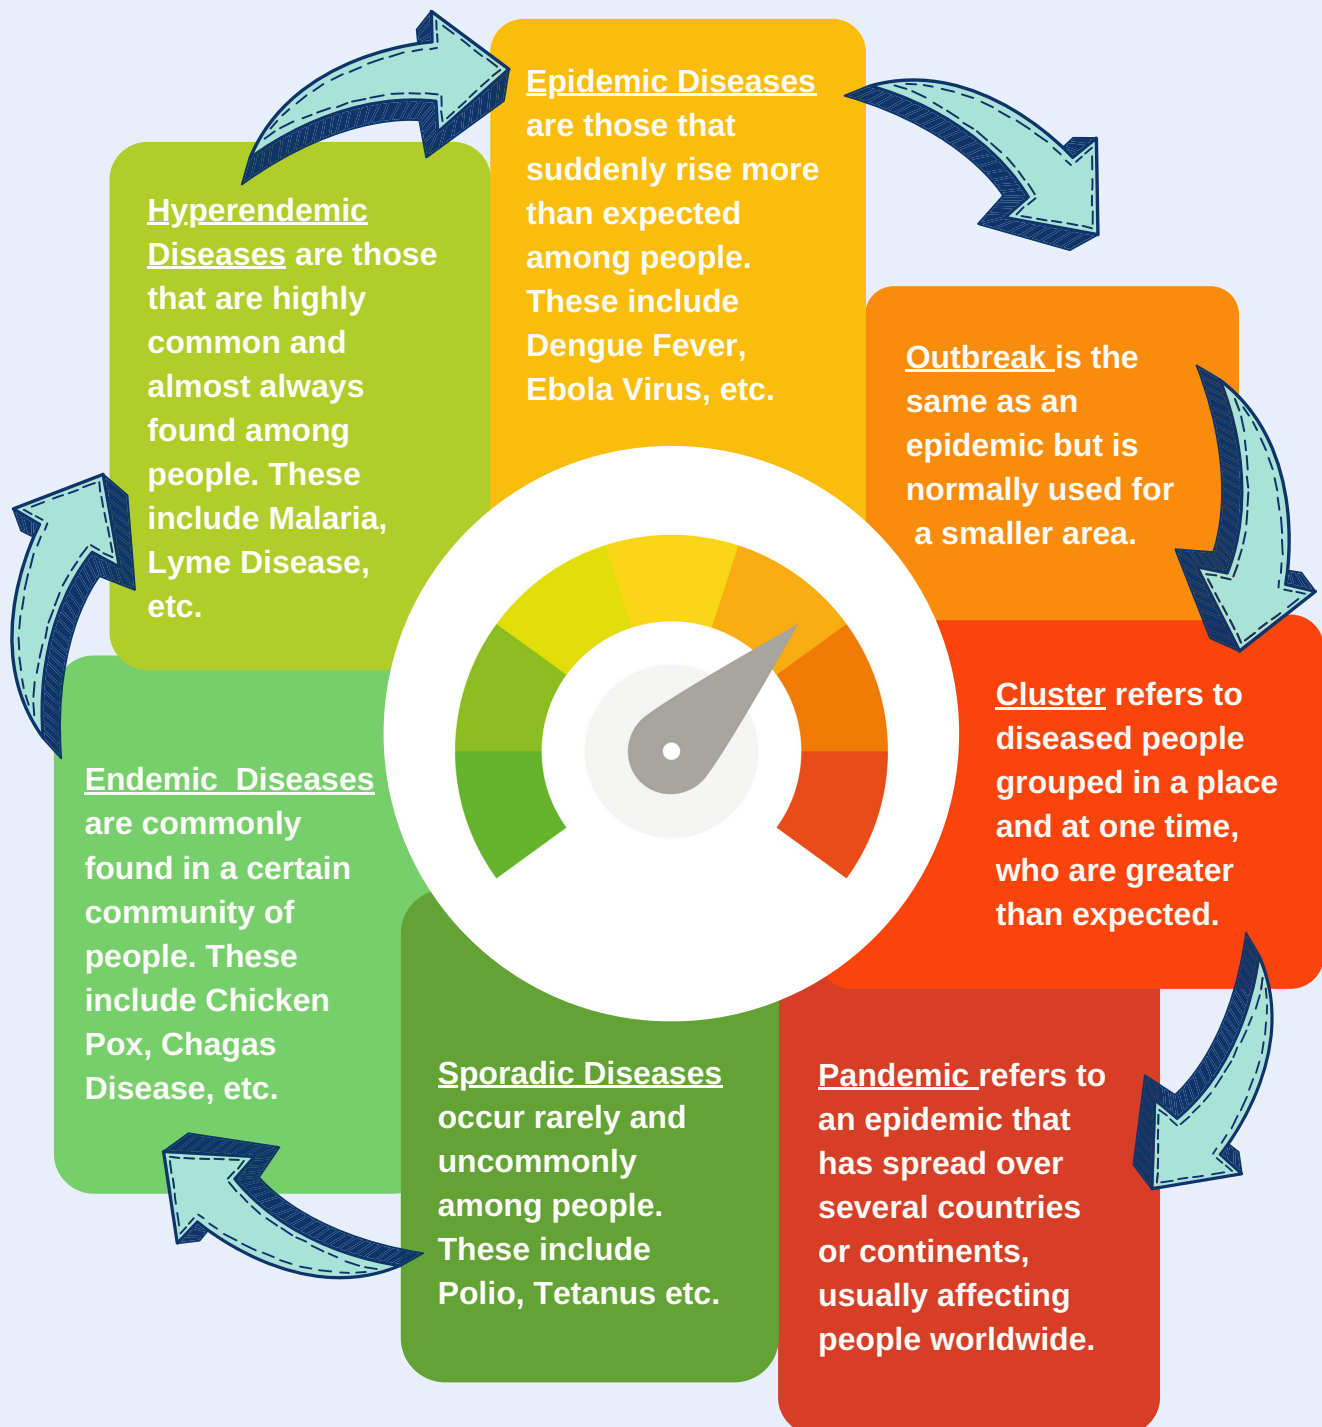 Epidemic Diseases
are those that
suddenly rise more
than expected
among people.
These include
Dengue Fever,
Ebola Virus, etc.
Hyperendemic
Diseases are those
that are highly
common and
almost always
found among
people. These
include Malaria,
Lyme Disease,
etc.
Outbreak is the
same as an
epidemic but is
normally used for
a smaller area.
Cluster refers to
diseased people
grouped in a place
and at one time,
who are greater
than expected.
Endemic Diseases
are commonly
found in a certain
community of
people. These
include Chicken
Pox, Chagas
Disease, etc.
Sporadic Diseases
occur rarely and
uncommonly
among people.
These include
Polio, Tetanus etc.
Pandemic refers to
an epidemic that
has spread over
several countries
or continents,
usually affecting
people worldwide.